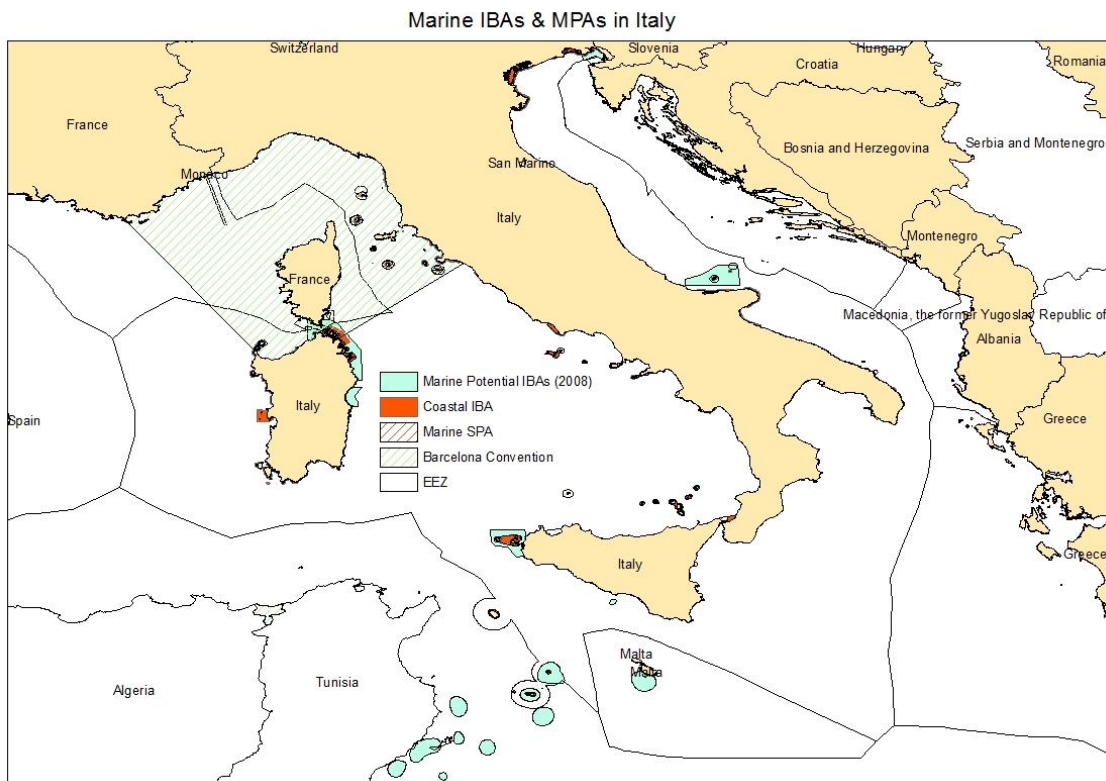 Marine IBAs & MPAs in Italy
Switzerland
Slovenia
Hungary
Croatia
Romania
France
Bosnia and Herzegovina
Serbia and Montenegro
San Marino
Monaco
Italy
Montenegro
France
Macedonia, the former Yugoslav Republic of
Albania
Marine Potential IBAs (2008)
Italy
Coastal IBA
Spain
Greece
Marine SPA
Barcelona Convention
EEZ
Greece
Italy
Malta
Malta
Tunisia
Algeria